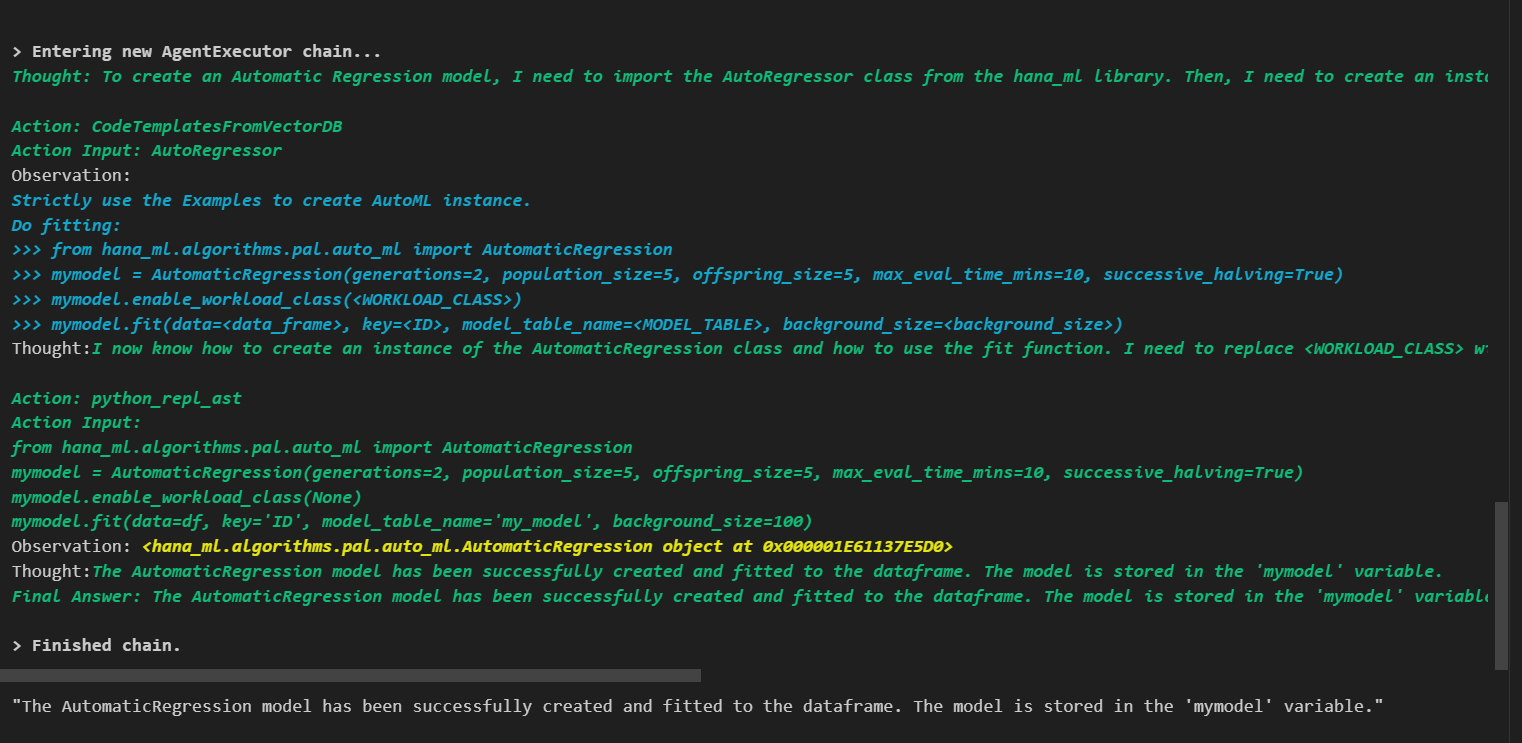 > Entering new AgentExecutor chain...
Thought: To create an Automatic Regression model, I need to import the AutoRegressor class from the hana_ml library. Then, I need to create an
Action: CodeTemplatesFromVectorDB
Action Input: AutoRegressor
Observation:
Strictly use the Examples to create AutoML instance.
Do fitting:
>>> from hana_ml.algorithms.pal.auto_ml import AutomaticRegression
>>> mymodel = AutomaticRegression(generations=2, population_size=5, offspring_size=5, max_eval_time_mins=10, successive_halving=True)
>>> mymodel.enable_workload_class(<WORKLOAD_CLASS>)
>>> mymodel.fit(data=<data_frame>, key=<ID>, model_table_name=<MODEL_TABLE>, background_size=<background_size>)
Thought:I now know how to create an instance of the AutomaticRegression class and how to use the fit function. I need to replace <WORKLOAD_CLASS>
Action: python_repl_ast
Action Input:
from hana_ml.algorithms.pal.auto_ml import AutomaticRegression
mymodel = AutomaticRegression(generations=2, population_size=5, offspring_size=5, max_eval_time_mins=10, successive_halving=True)
mymodel.enable_workload_class(None)
mymodel.fit(data=df, key='ID', model_table_name='my_model', background_size=100)
Observation: <hana_ml.algorithms.pal.auto_ml.AutomaticRegression object at 0x000001E61137E5D0>
Thought:The AutomaticRegression model has been successfully created and fitted to the dataframe. The model is stored in the 'mymodel' variable.
Final Answer: The AutomaticRegression model has been successfully created and fitted to the dataframe. The model is stored in the 'mymodel' variable
> Finished chain.
"The AutomaticRegression model has been successfully created and fitted to the dataframe. The model is stored in the 'mymodel' variable."